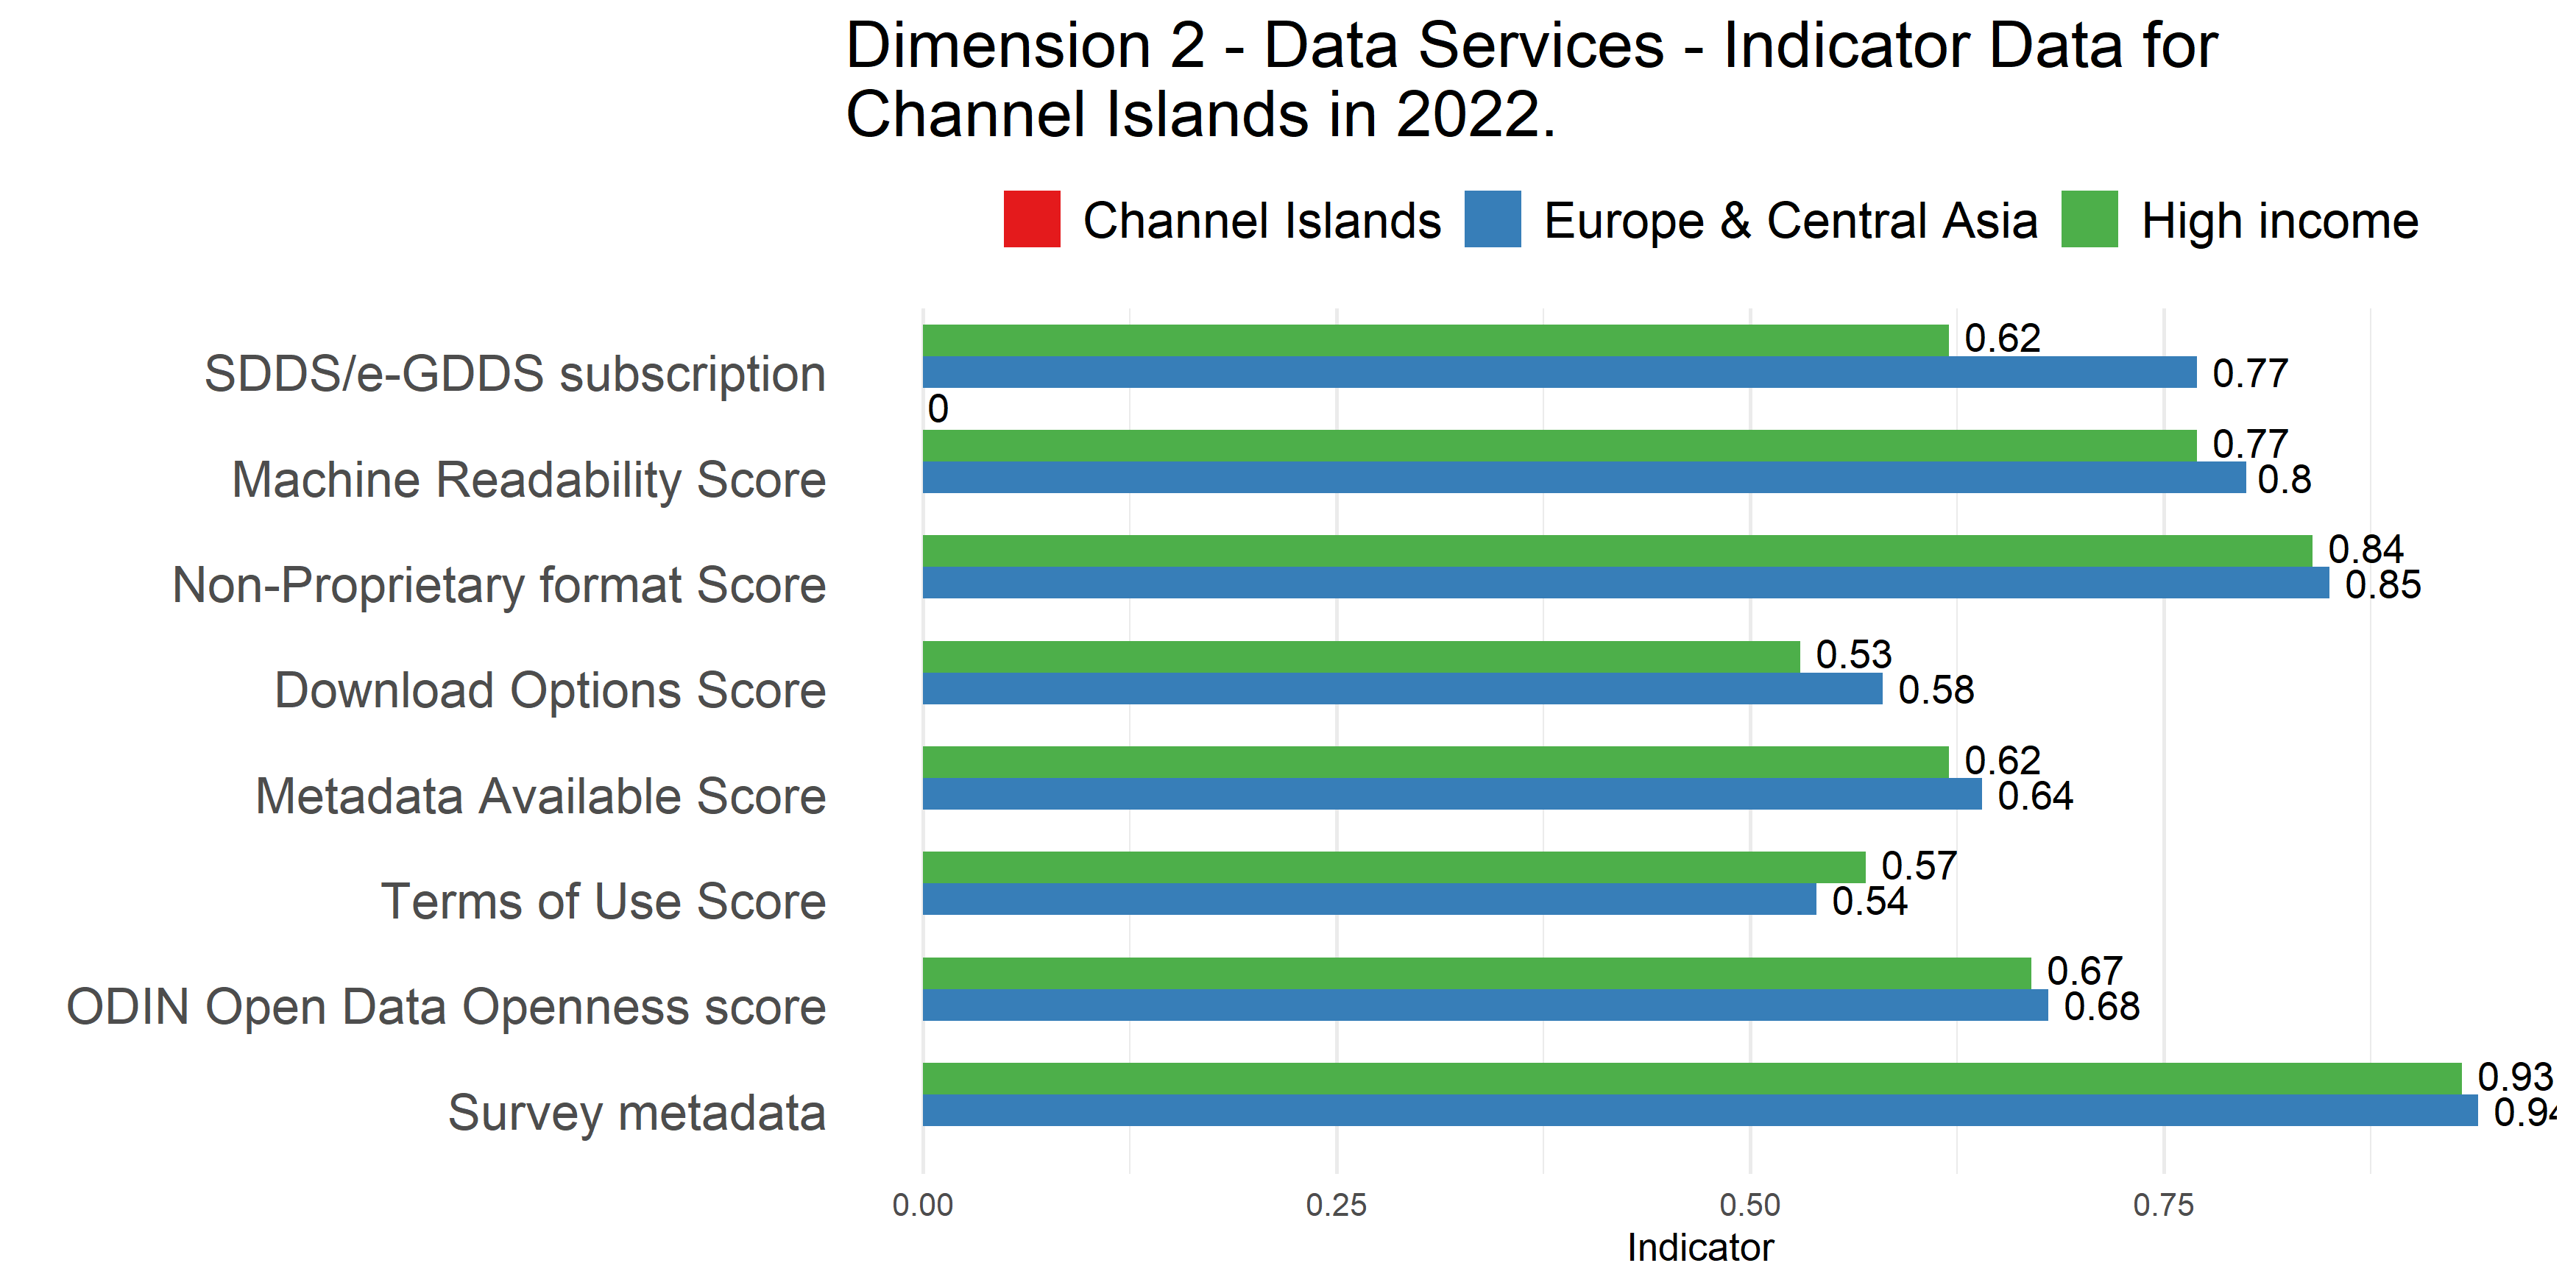 Dimension 2 - Data Services - Indicator Data for
Channel Islands in 2022.
Channel Islands
Europe & Central Asia
High income
SDDS/e-GDDS subscription
0.62
0.77
0
Machine Readability Score
0.77
0.8
Non-Proprietary format Score
0.84
0.85
Download Options Score
0.53
0.58
Metadata Available Score
0.62
0.64
Terms of Use Score
0.57
0.54
ODIN Open Data Openness score
0.67
0.68
Survey metadata
0.93
0.94
0.00 0.25 0.50 0.75
Indicator